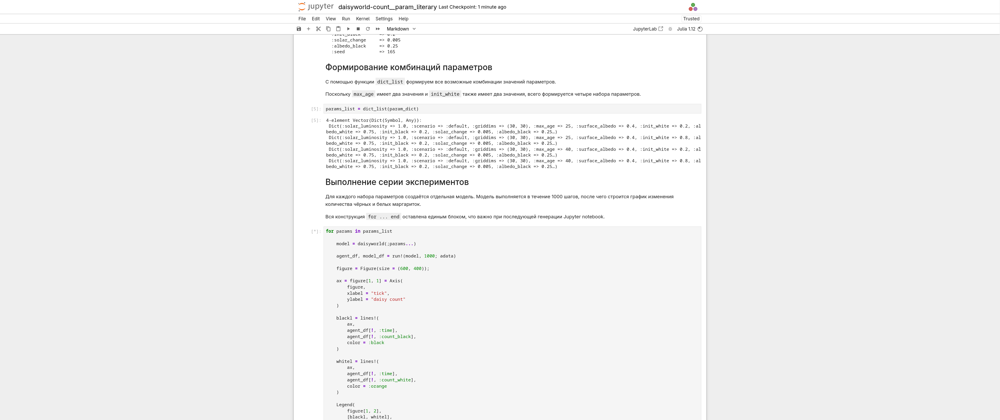 jupyter daisyworld-count__param_literary Last Checkpoint: 1 minute ago
File Edit View Run Kernel Settings Help Trusted
Markdown JupyterLab Julia 1.12
:init_black => 0.2
:solar_change => 0.005
:albedo_black => 0.25
:seed => 165
Формирование комбинаций параметров
С помощью функции dict_list формируем все возможные комбинации значений параметров.
Поскольку max_age имеет два значения и init_white также имеет два значения, всего формируется четыре набора параметров.
[5]: params_list = dict_list(param_dict)
[5]: 4-element Vector{Dict{Symbol, Any}}:
Dict(:solar_luminosity => 1.0, :scenario => :default, :griddims => (30, 30), :max_age => 25, :surface_albedo => 0.4, :init_white => 0.2, :al
bedo_white => 0.75, :init_black => 0.2, :solar_change => 0.005, :albedo_black => 0.25…)
Dict(:solar_luminosity => 1.0, :scenario => :default, :griddims => (30, 30), :max_age => 25, :surface_albedo => 0.4, :init_white => 0.8, :al
bedo_white => 0.75, :init_black => 0.2, :solar_change => 0.005, :albedo_black => 0.25…)
Dict(:solar_luminosity => 1.0, :scenario => :default, :griddims => (30, 30), :max_age => 40, :surface_albedo => 0.4, :init_white => 0.2, :al
bedo_white => 0.75, :init_black => 0.2, :solar_change => 0.005, :albedo_black => 0.25…)
Dict(:solar_luminosity => 1.0, :scenario => :default, :griddims => (30, 30), :max_age => 40, :surface_albedo => 0.4, :init_white => 0.8, :al
bedo_white => 0.75, :init_black => 0.2, :solar_change => 0.005, :albedo_black => 0.25…)
Выполнение серии экспериментов
Для каждого набора параметров создаётся отдельная модель. Модель выполняется в течение 1000 шагов, после чего строится график изменения
количества чёрных и белых маргариток.
Вся конструкция for ... end оставлена единым блоком, что важно при последующей генерации Jupyter notebook.
[*]: for params in params_list
model = daisyworld(;params...)
agent_df, model_df = run!(model, 1000; adata)
figure = Figure(size = (600, 400));
ax = figure[1, 1] = Axis(
figure,
xlabel = "tick",
ylabel = "daisy count"
)
blackl = lines!(
ax,
agent_df[!, :time],
agent_df[!, :count_black],
color = :black
)
whitel = lines!(
ax,
agent_df[!, :time],
agent_df[!, :count_white],
color = :orange
)
Legend(
figure[1, 2],
[blackl, whitel],